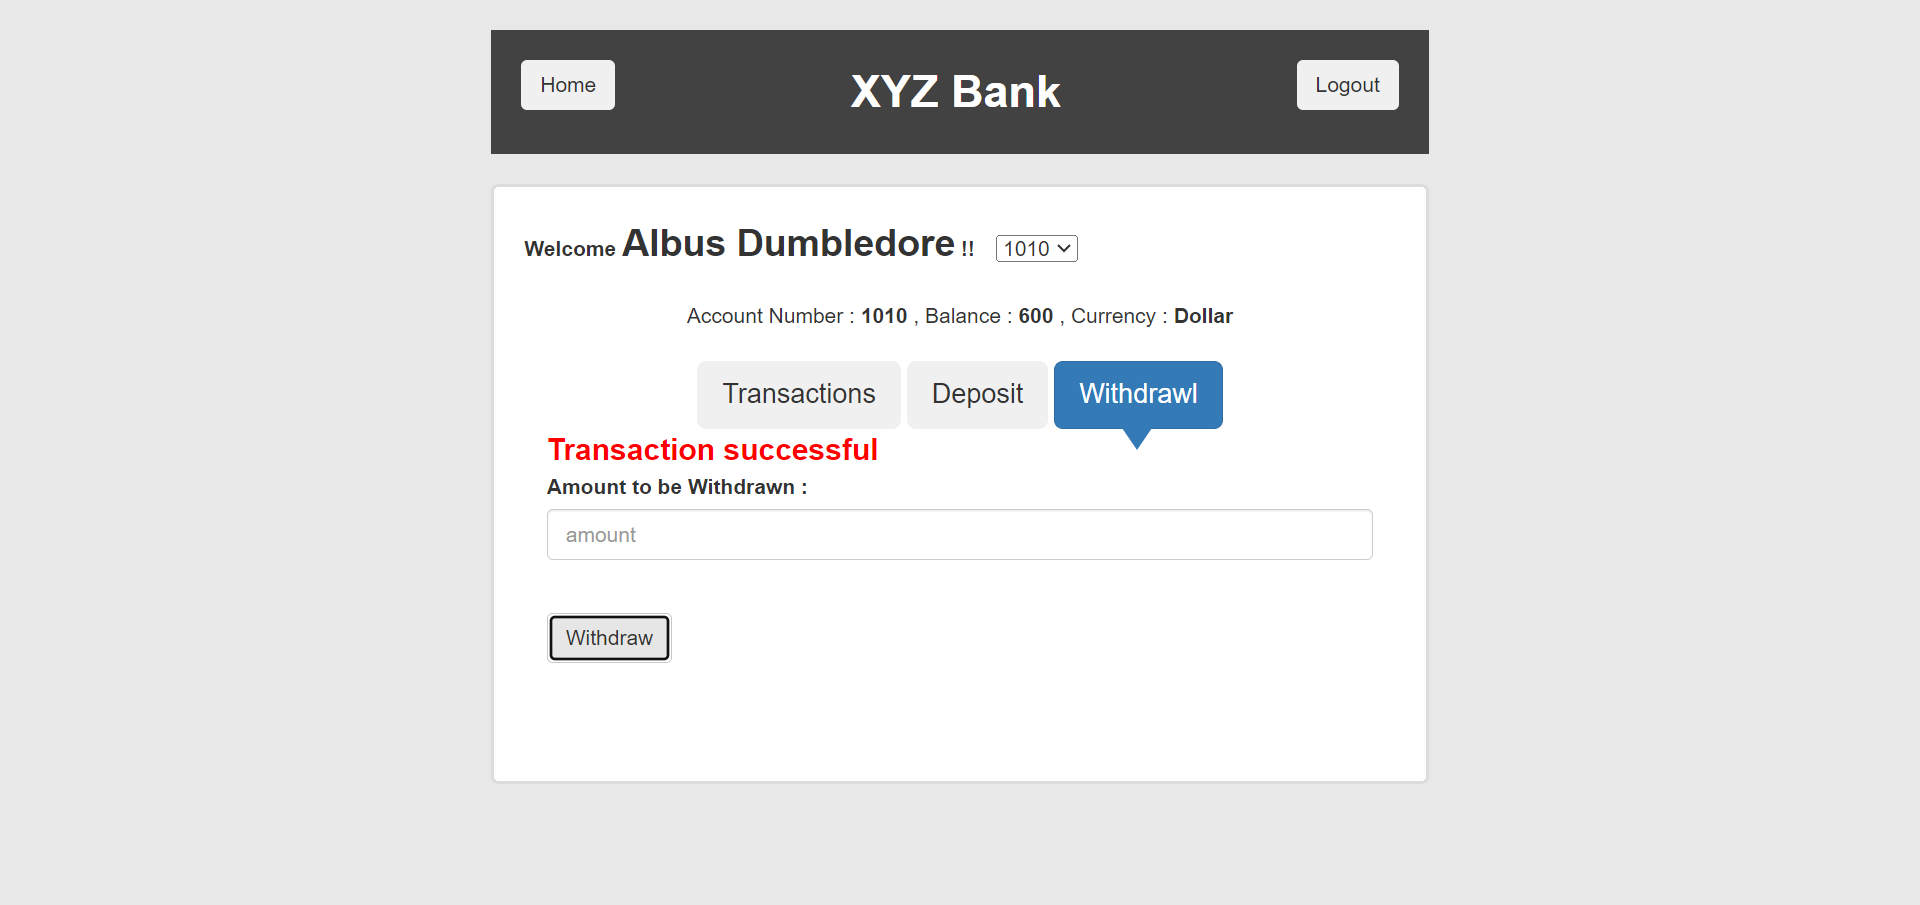 Home XYZ Bank Logout
Welcome Albus Dumbledore !! 1010
Account Number : 1010 , Balance : 600 , Currency : Dollar
Transactions Deposit Withdrawl
Transaction successful
Amount to be Withdrawn :
amount
Withdraw